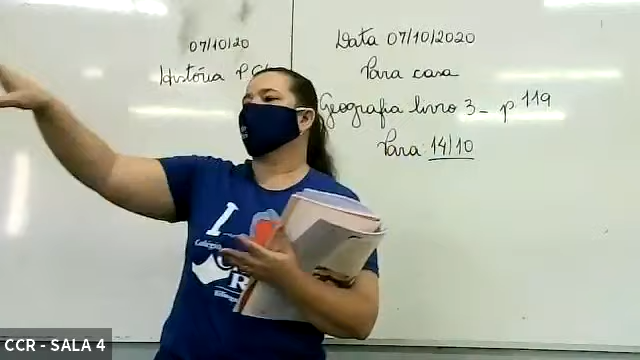 07/10/20
História P.
Data 07/10/2020
Para casa
Geografia livro 3 - p 119
Para: 14/10
I
Colégio
R
CCR - SALA 4